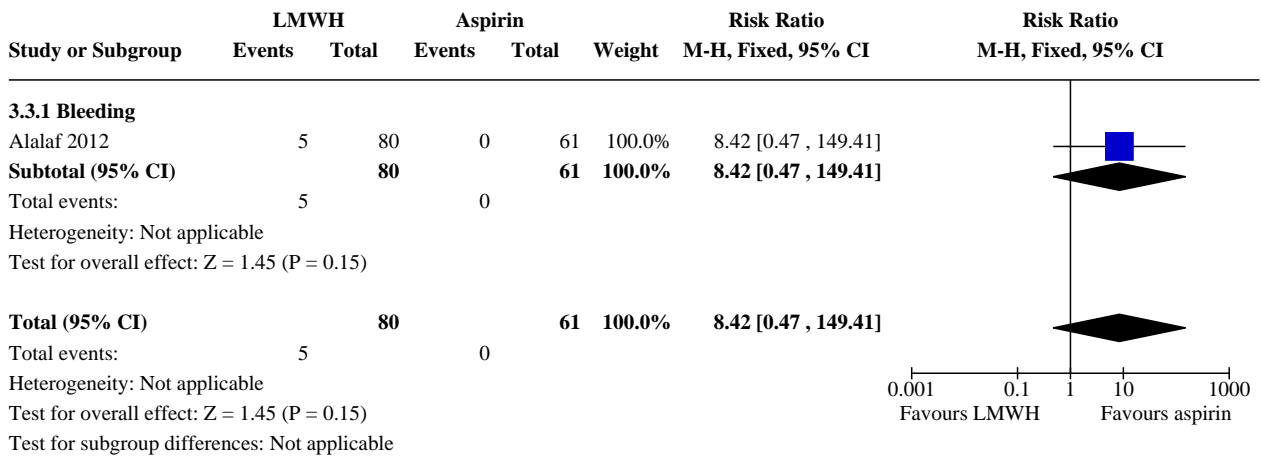 LMWH Aspirin Risk Ratio Risk Ratio
Study or Subgroup Events Total Events Total Weight M-H, Fixed, 95% CI M-H, Fixed, 95% CI
3.3.1 Bleeding
Alalaf 2012 5 80 0 61 100.0% 8.42 [0.47 , 149.41]
Subtotal (95% CI) 80 61 100.0% 8.42 [0.47 , 149.41]
Total events: 5 0
Heterogeneity: Not applicable
Test for overall effect: Z = 1.45 (P = 0.15)
Total (95% CI) 80 61 100.0% 8.42 [0.47 , 149.41]
Total events: 5 0
Heterogeneity: Not applicable
0.001 0.1 1 10 1000
Test for overall effect: Z = 1.45 (P = 0.15) Favours LMWH Favours aspirin
Test for subgroup differences: Not applicable